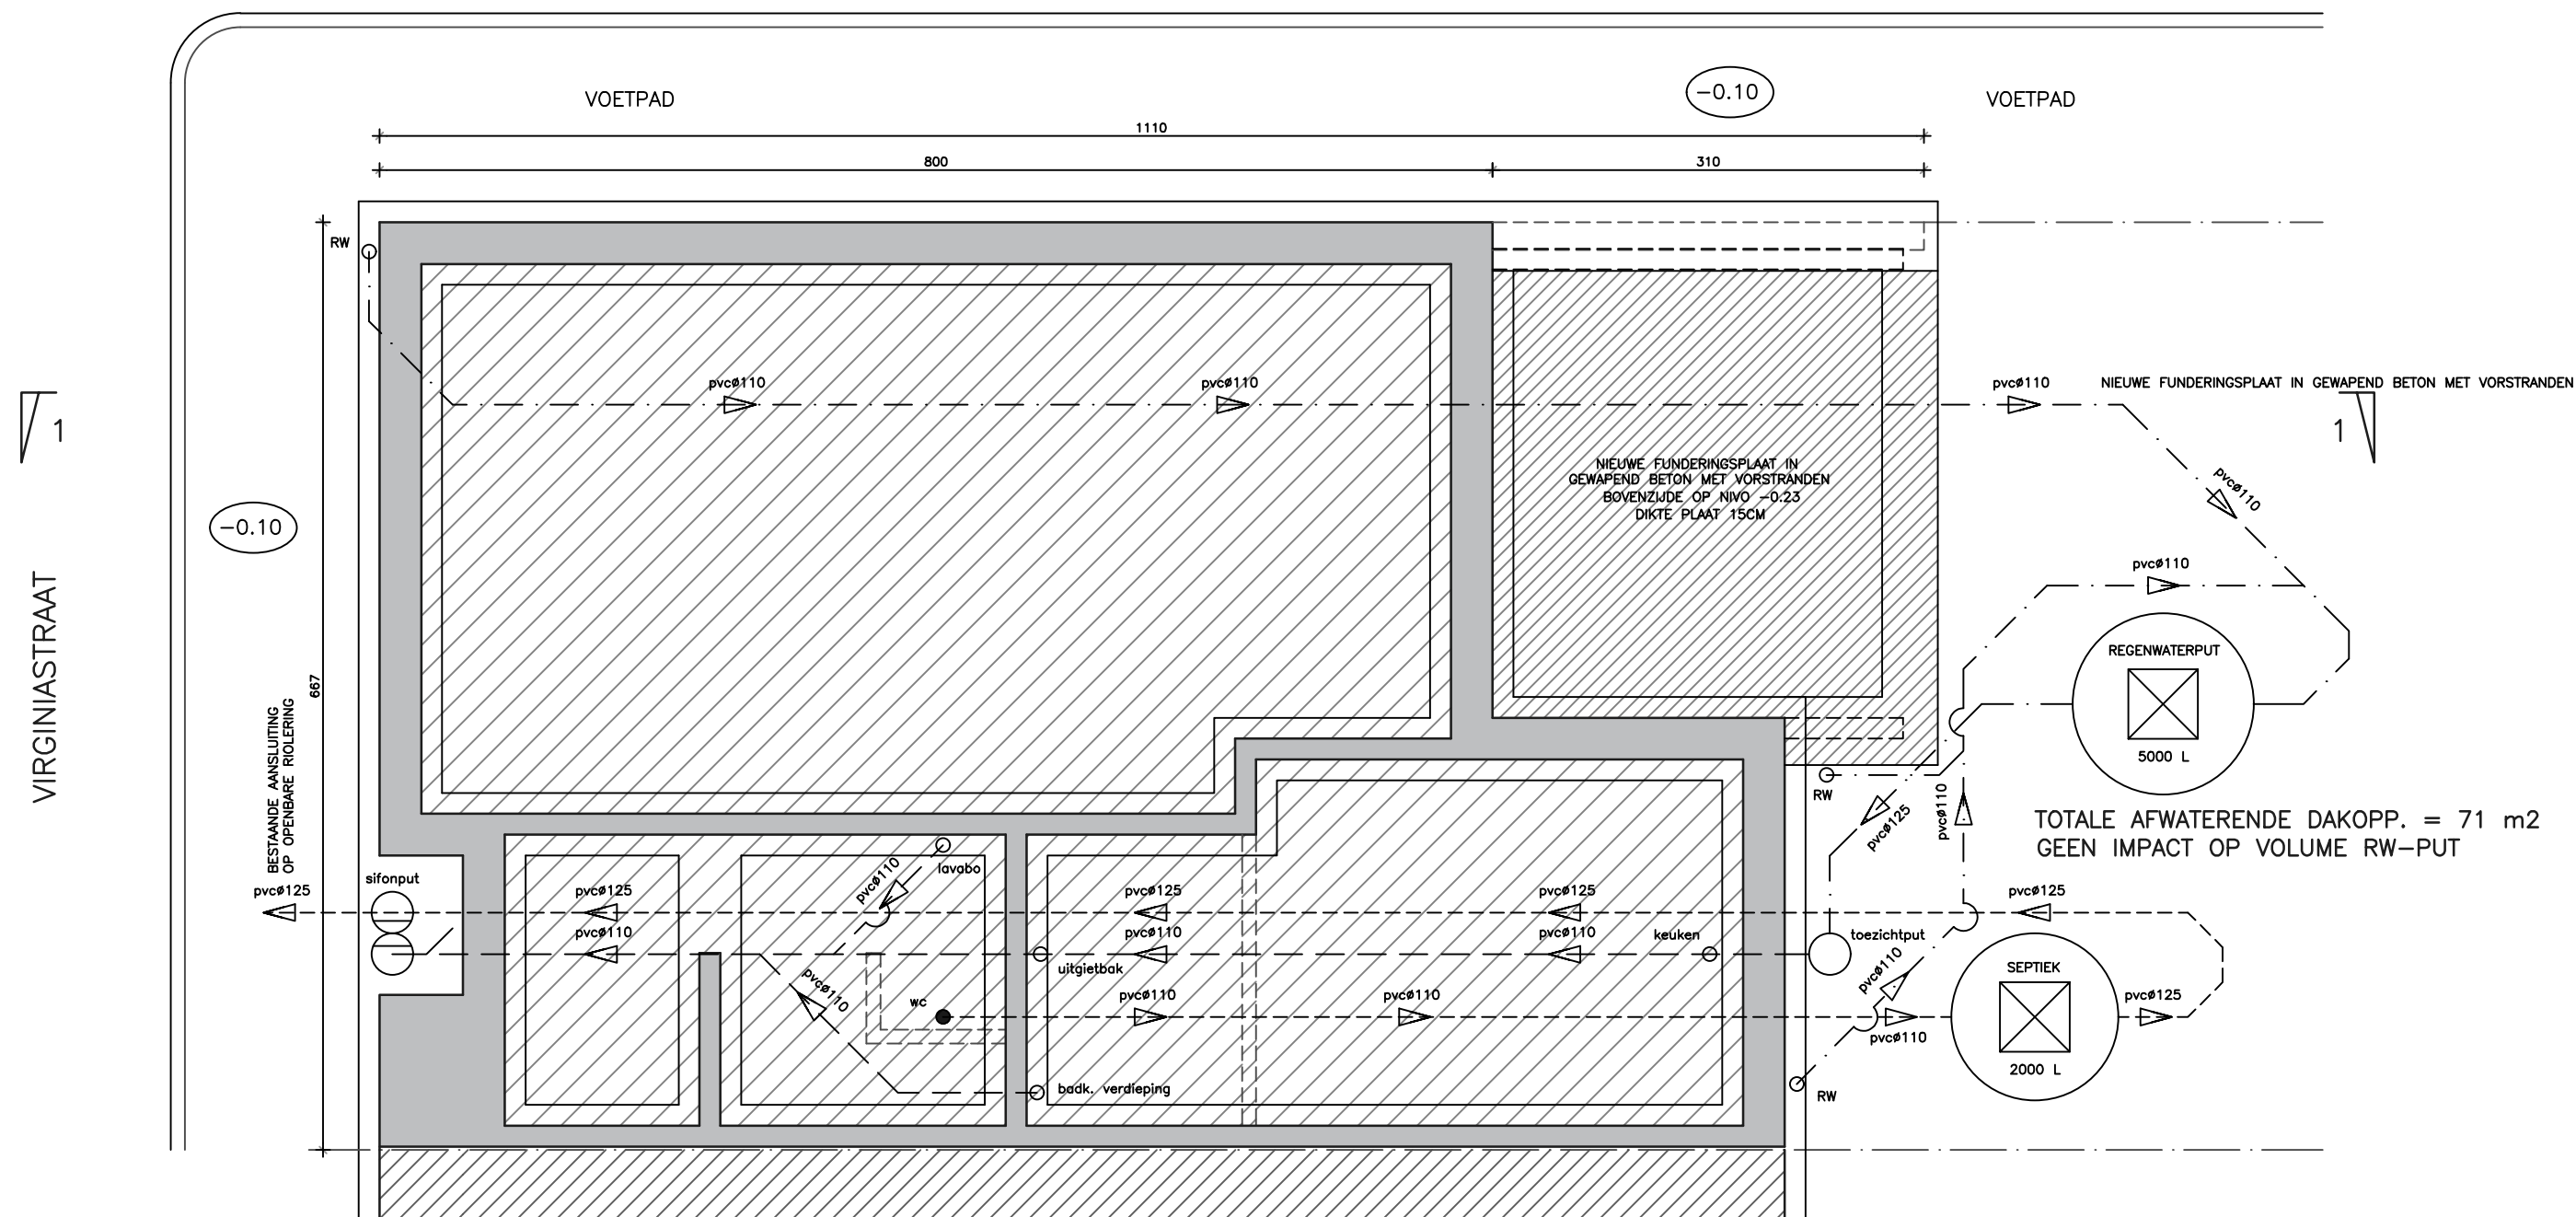 VOETPAD
-0.10
VOETPAD
1110
800
310
RW
pvcø110
pvcø110
pvcø110
NIEUWE FUNDERINGSPLAAT IN GEWAPEND BETON MET VORSTRANDEN
1
1
NIEUWE FUNDERINGSPLAAT IN
GEWAPEND BETON MET VORSTRANDEN
BOVENZIJDE OP NIVO -0.23
DIKTE PLAAT 15CM
pvcø110
-0.10
pvcø110
VIRGINIASTRAAT
667
REGENWATERPUT
5000 L
BESTAANDE AANSLUITING
OP OPENBARE RIOLERING
RW
pvcø125
pvcø110
TOTALE AFWATERENDE DAKOPP. = 71 m2
GEEN IMPACT OP VOLUME RW-PUT
sifonput
pvcø110
lavabo
pvcø125
pvcø125
pvcø125
pvcø125
pvcø125
pvcø110
pvcø110
pvcø110
keuken
toezichtput
uitgietbak
pvcø110
pvcø110
SEPTIEK
wc
pvcø110
pvcø110
pvcø125
pvcø110
2000 L
badk. verdieping
RW